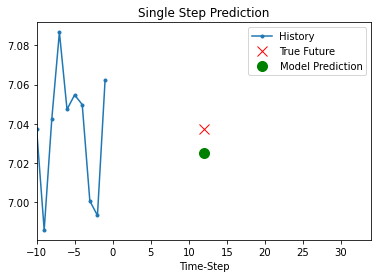 Single Step Prediction
History
True Future
Model Prediction
7.08
7.06
7.04
7.02
7.00
−10 −5 0 5 10 15 20 25 30
Time-Step